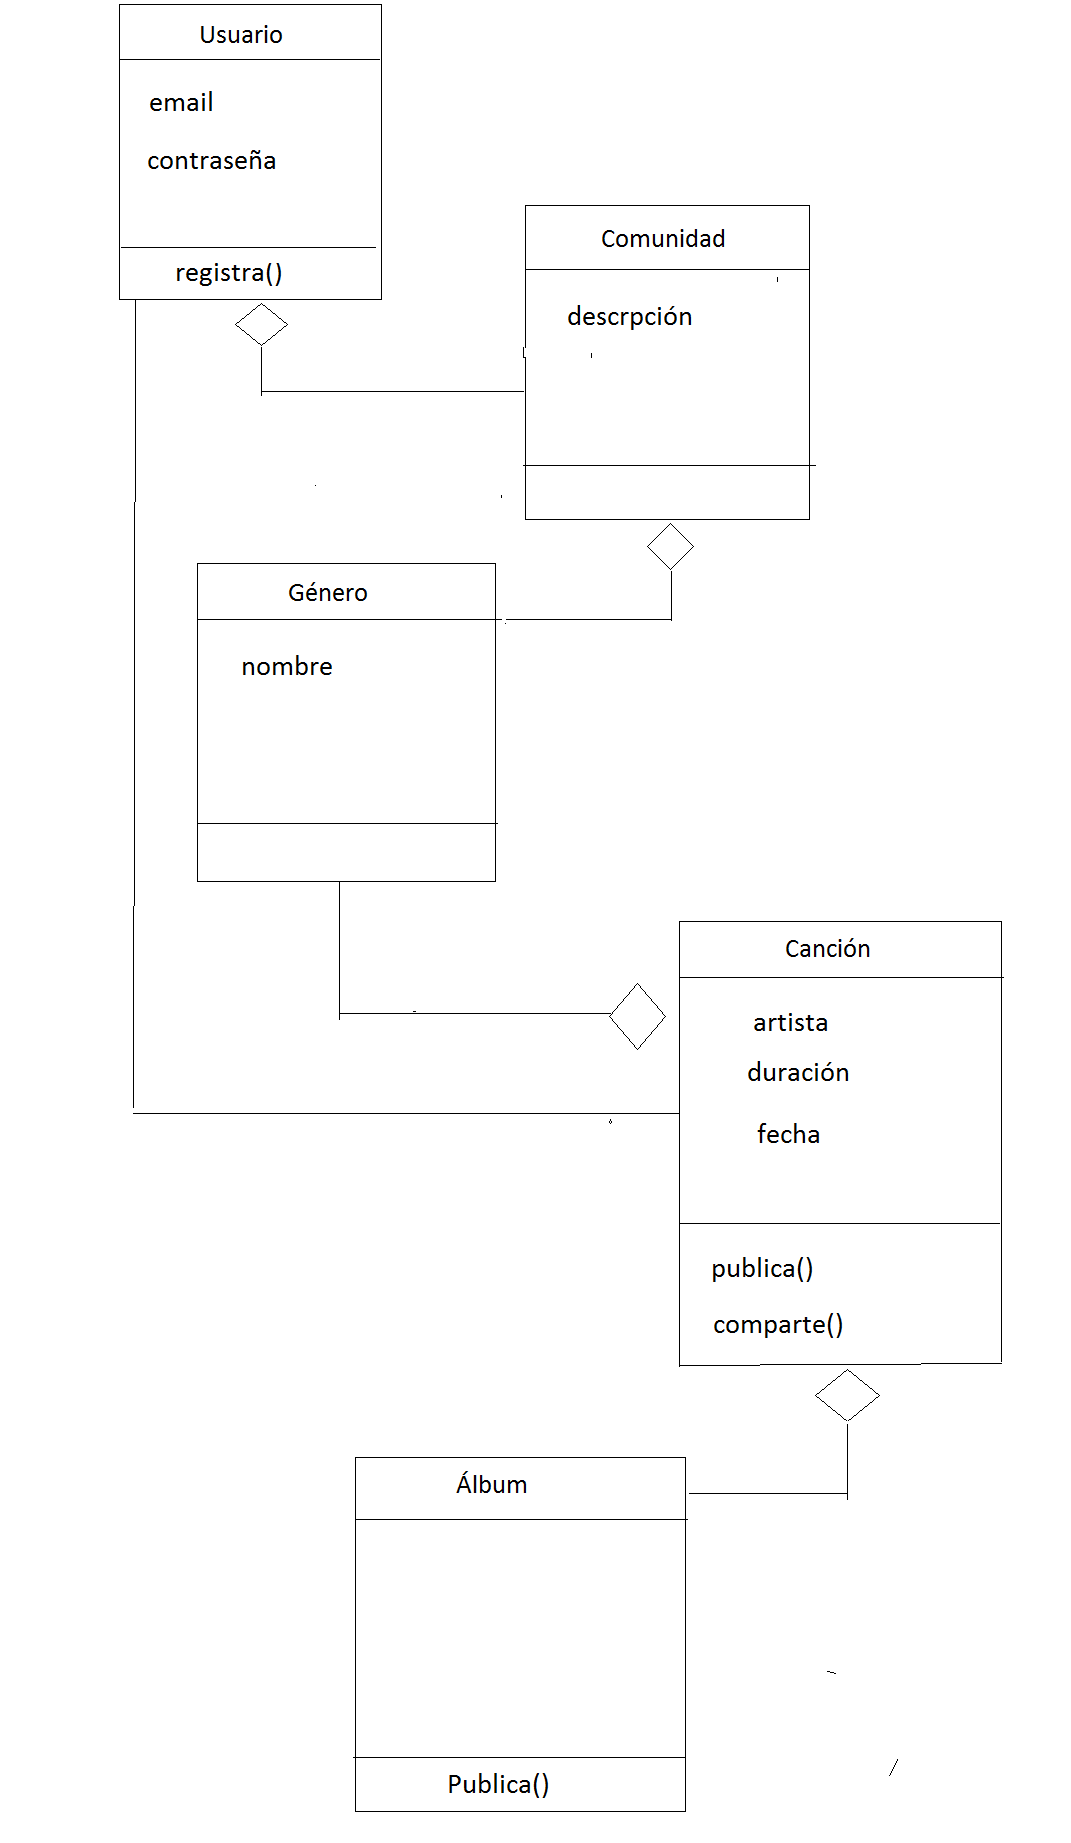 Usuario
email
contraseña
registra()
Comunidad
descrpción
Género
nombre
Canción
artista
duración
fecha
publica()
comparte()
Álbum
Publica()